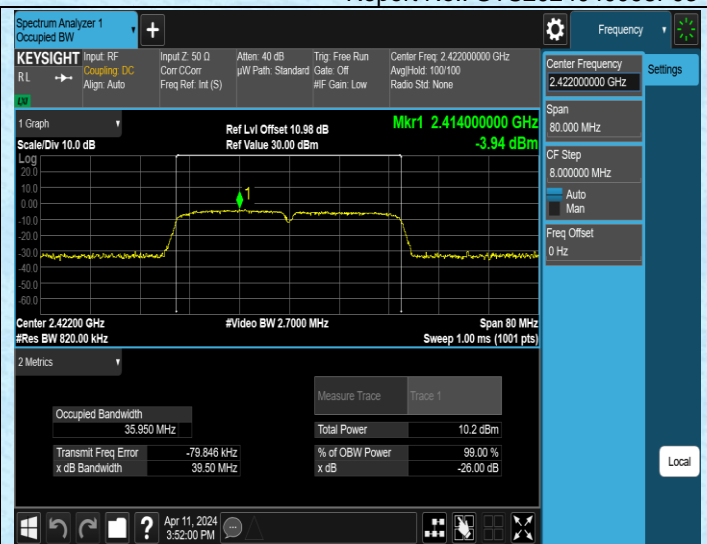 Spectrum Analyzer 1
Occupied BW
KEYSIGHT
RL
Input: RF
Coupling: DC
Align: Auto
Input Z: 50 Ω
Corr CCorr
Freq Ref: Int (S)
Atten: 40 dB
µW Path: Standard
Trig: Free Run
Gate: Off
#IF Gain: Low
Center Freq: 2.422000000 GHz
Avg|Hold: 100/100
Radio Std: None
1 Graph
Scale/Div 10.0 dB
Ref Lvl Offset 10.98 dB
Ref Value 30.00 dBm
Mkr1 2.414000000 GHz
-3.94 dBm
Log
20.0
10.0
0.00
-10.0
-20.0
-30.0
-40.0
-50.0
-60.0
1
Center 2.42200 GHz
#Res BW 820.00 kHz
#Video BW 2.7000 MHz
Span 80 MHz
Sweep 1.00 ms (1001 pts)
2 Metrics
Measure Trace Trace 1
Occupied Bandwidth
35.950 MHz
Total Power 10.2 dBm
Transmit Freq Error -79.846 kHz
% of OBW Power 99.00 %
x dB Bandwidth 39.50 MHz
x dB -26.00 dB
Apr 11, 2024
3:52:00 PM
Frequency
Settings
Center Frequency
2.422000000 GHz
Span
80.000 MHz
CF Step
8.000000 MHz
Auto
Man
Freq Offset
0 Hz
Local